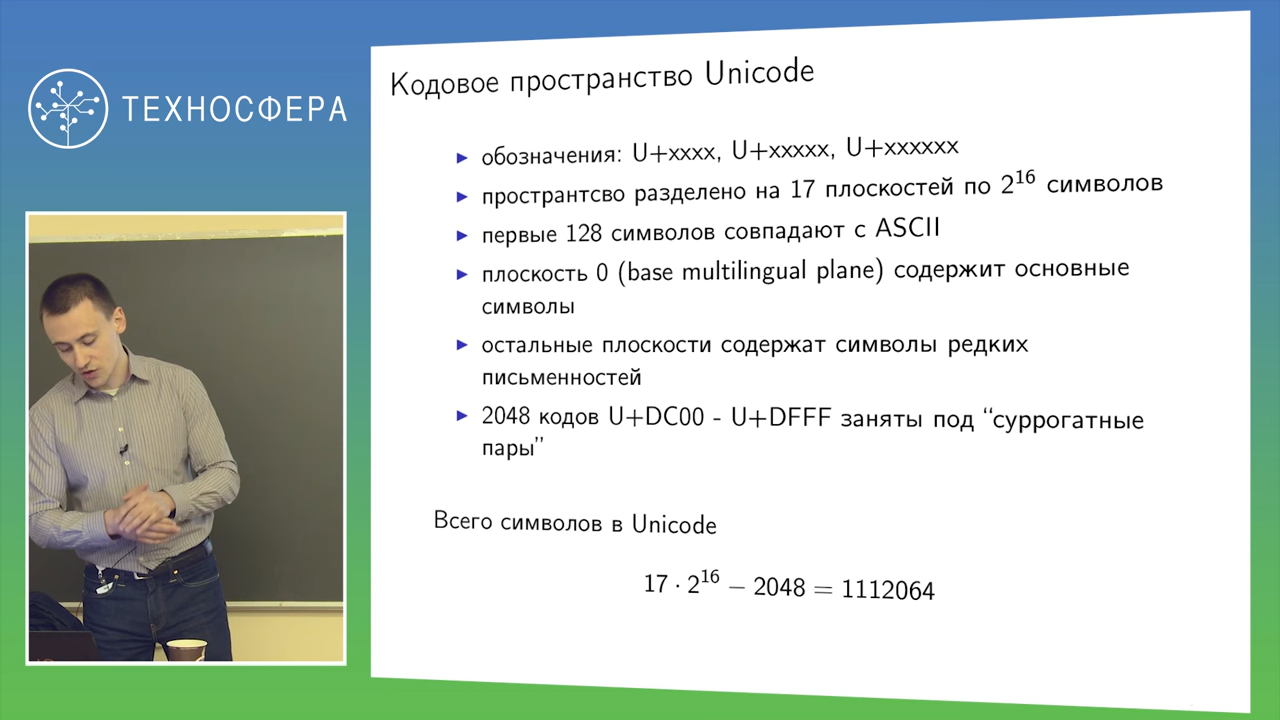 ТЕХНОСФЕРА
Кодовое пространство Unicode
▶ обозначения: U+xxxx, U+xxxxx, U+xxxxxx
▶ пространтсво разделено на 17 плоскостей по 2^16 символов
▶ первые 128 символов совпадают с ASCII
▶ плоскость 0 (base multilingual plane) содержит основные
символы
▶ остальные плоскости содержат символы редких
письменностей
▶ 2048 кодов U+DC00 - U+DFFF заняты под “суррогатные
пары”
Всего символов в Unicode
17 · 2^16 − 2048 = 1112064